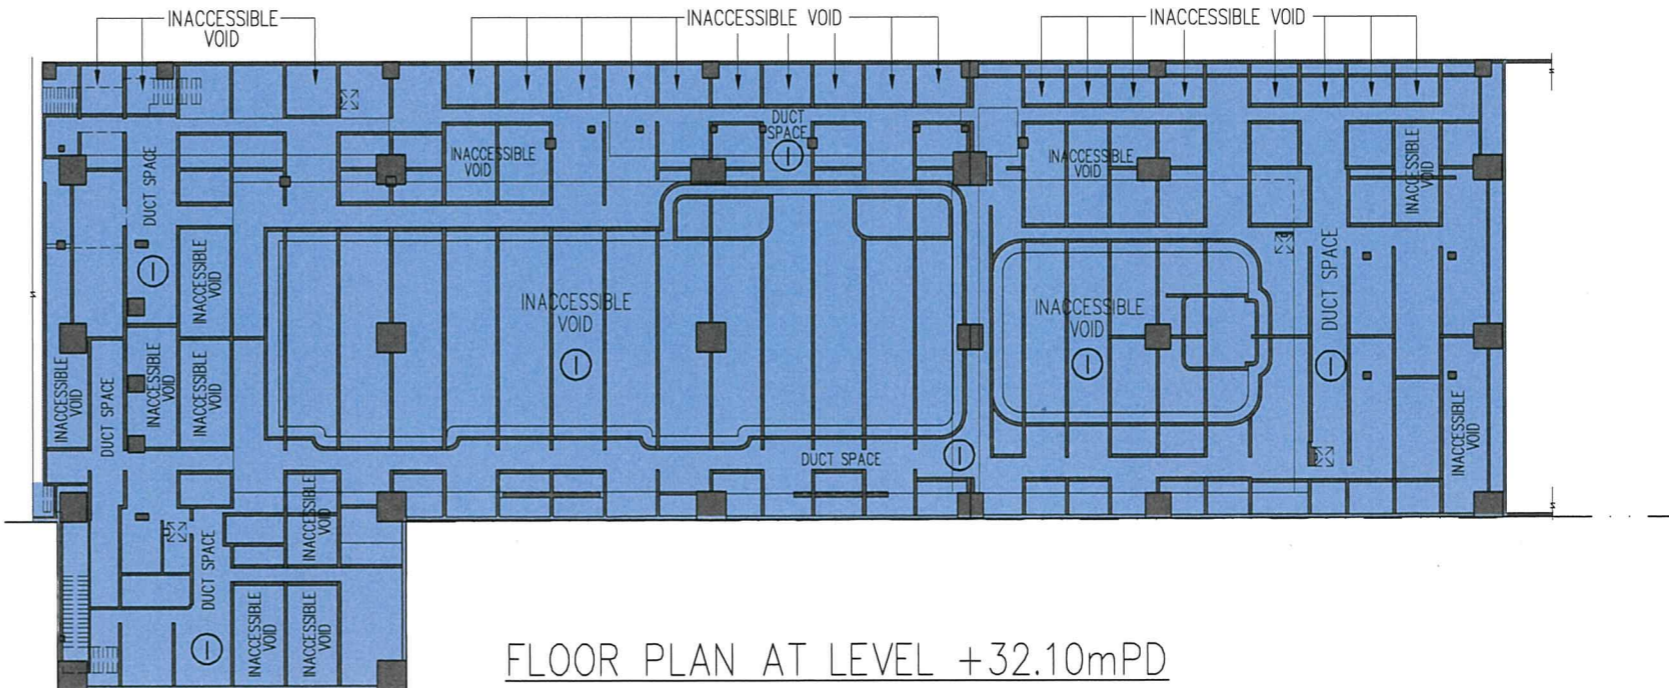 INACCESSIBLE
VOID
INACCESSIBLE VOID
INACCESSIBLE VOID
DUCT
SPACE
I
INACCESSIBLE
VOID
INACCESSIBLE
VOID
INACCESSIBLE
VOID
DUCT SPACE
I
INACCESSIBLE
VOID
INACCESSIBLE
VOID
I
INACCESSIBLE
VOID
I
DUCT SPACE
I
INACCESSIBLE
VOID
DUCT SPACE
INACCESSIBLE
VOID
INACCESSIBLE
VOID
INACCESSIBLE
VOID
DUCT SPACE
I
INACCESSIBLE
VOID
DUCT SPACE
I
INACCESSIBLE
VOID
INACCESSIBLE
VOID
FLOOR PLAN AT LEVEL +32.10mPD